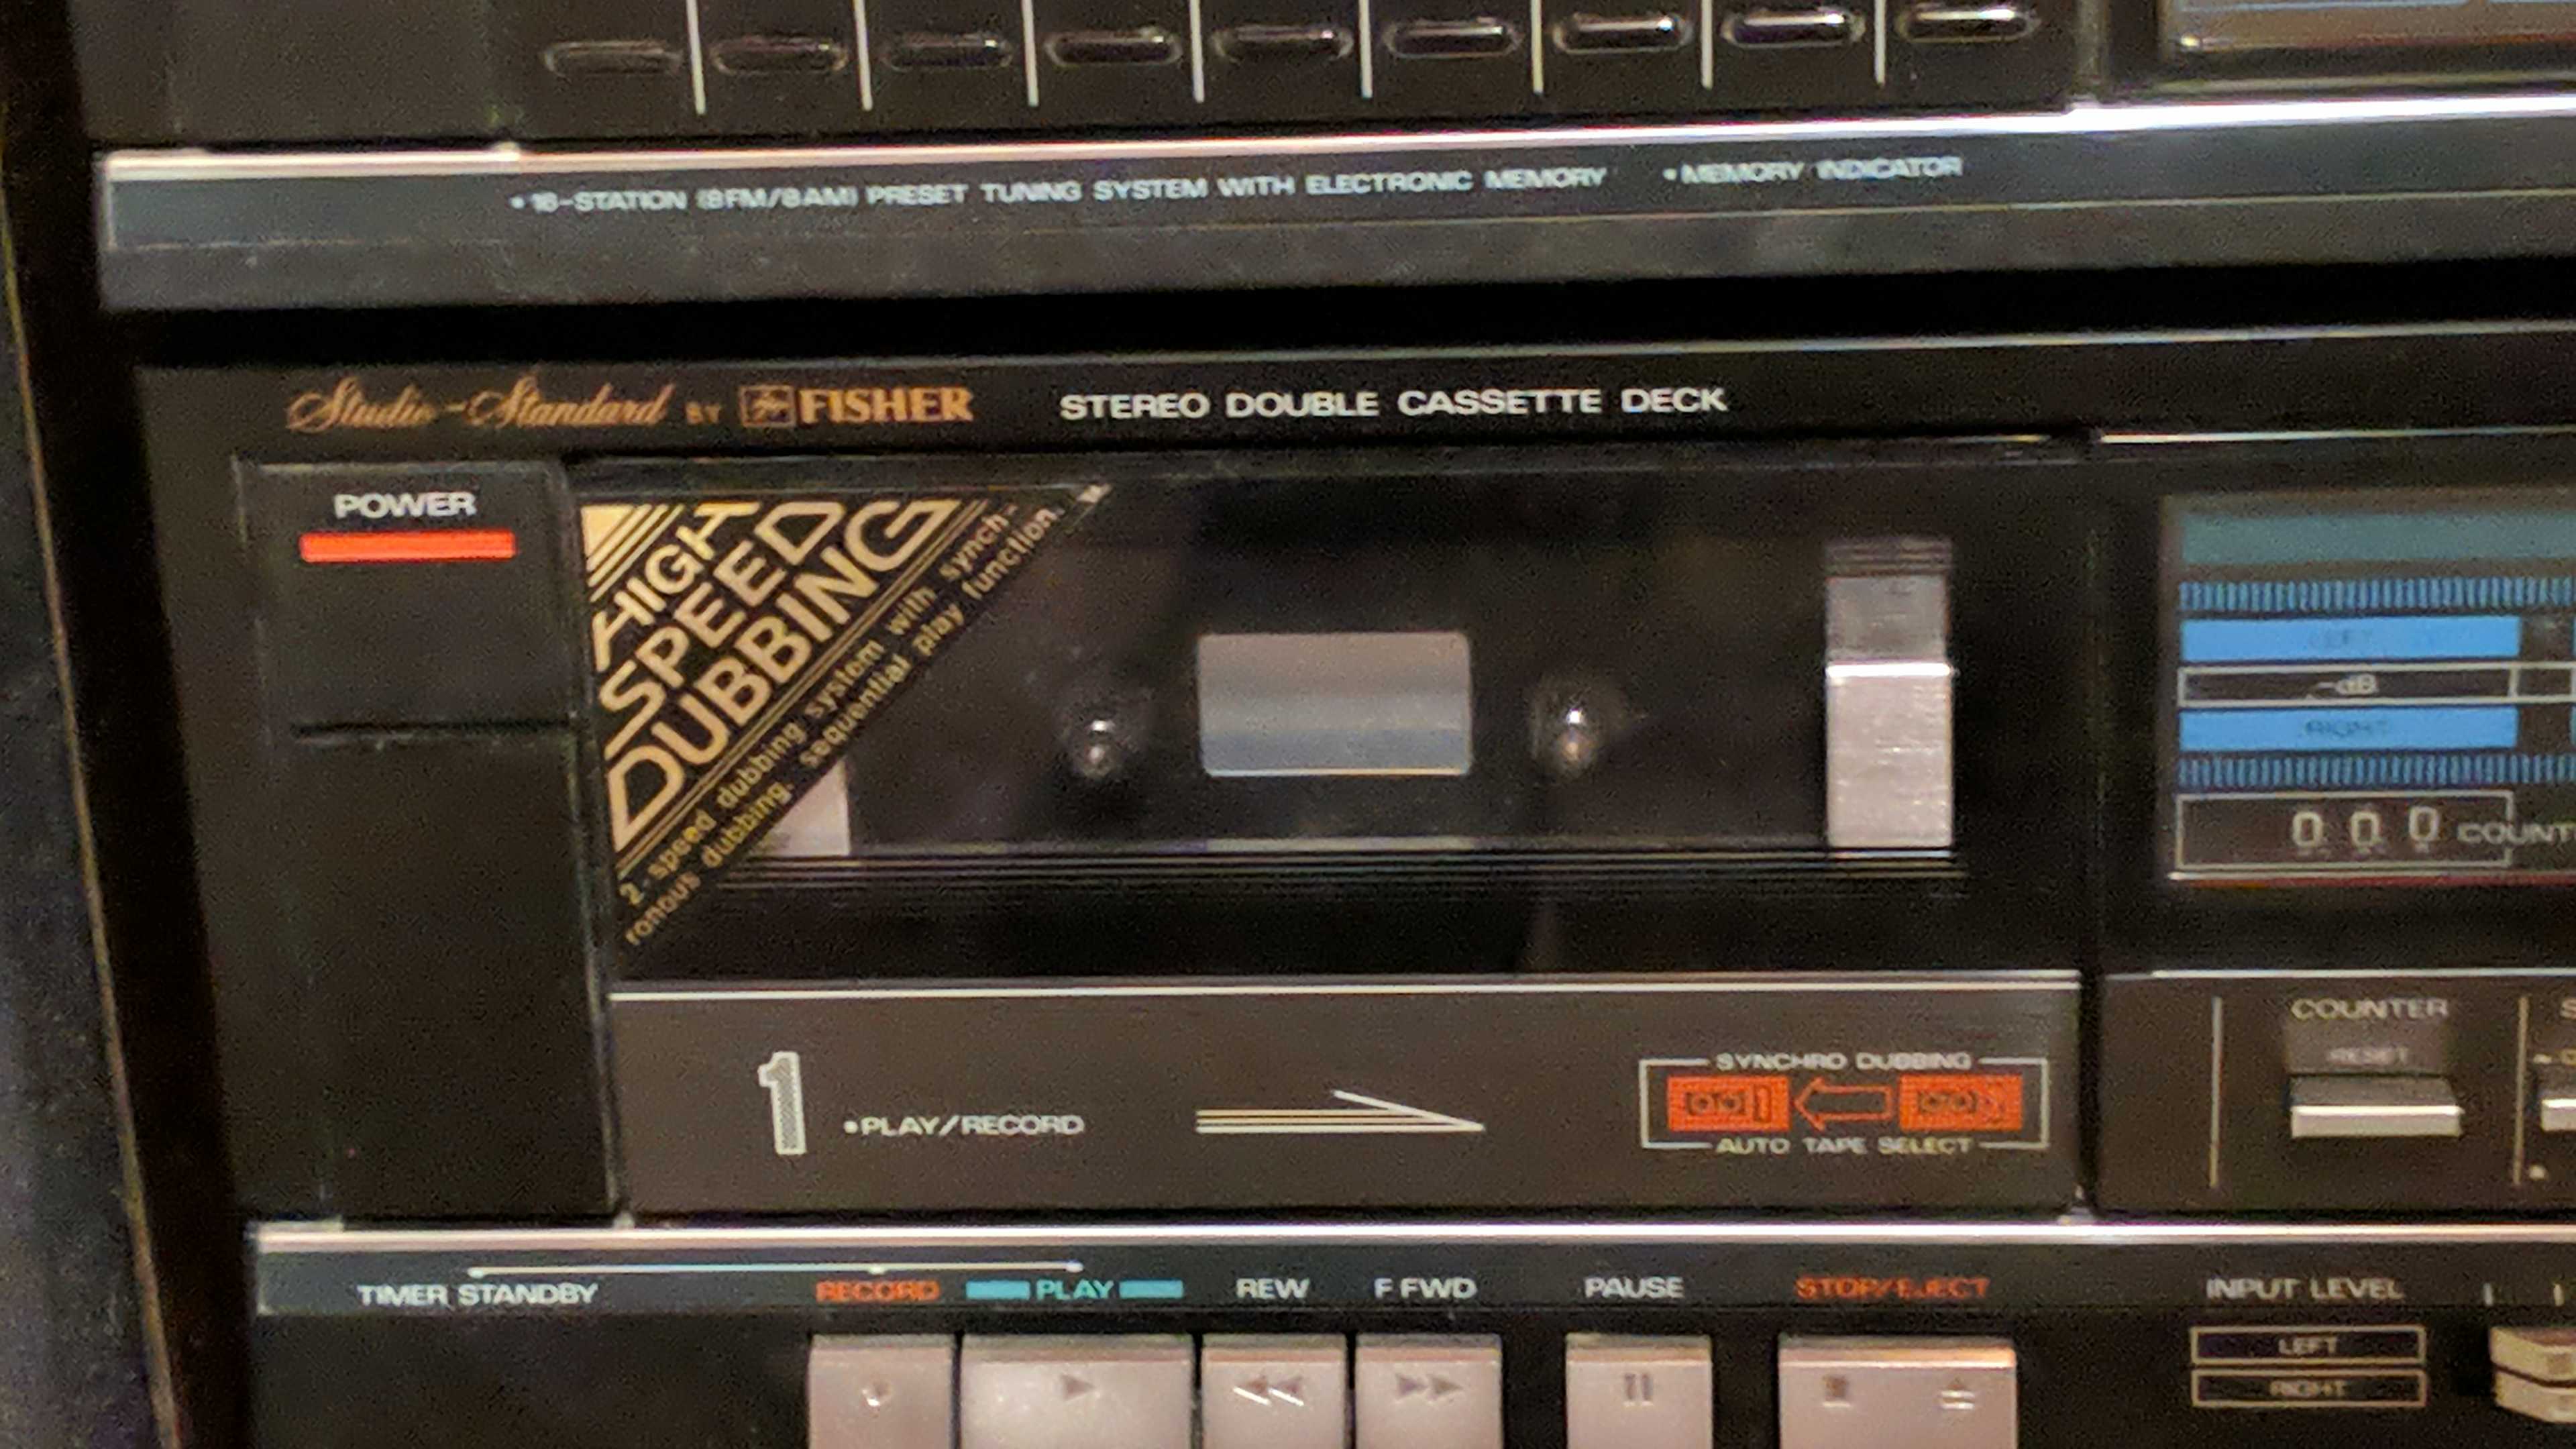 •16-STATION (8FM/8AM) PRESET TUNING SYSTEM WITH ELECTRONIC MEMORY •MEMORY INDICATOR
Studio-Standard BY FISHER STEREO DOUBLE CASSETTE DECK
POWER
HIGH
SPEED
DUBBING
2-speed dubbing system with synch-
ronous dubbing. sequential play function.
LEFT
-dB
RIGHT
000 COUNT
COUNTER
RESET
1 •PLAY/RECORD
SYNCHRO DUBBING
1 2
AUTO TAPE SELECT
TIMER STANDBY RECORD PLAY REW F FWD PAUSE STOP/EJECT INPUT LEVEL
LEFT
RIGHT